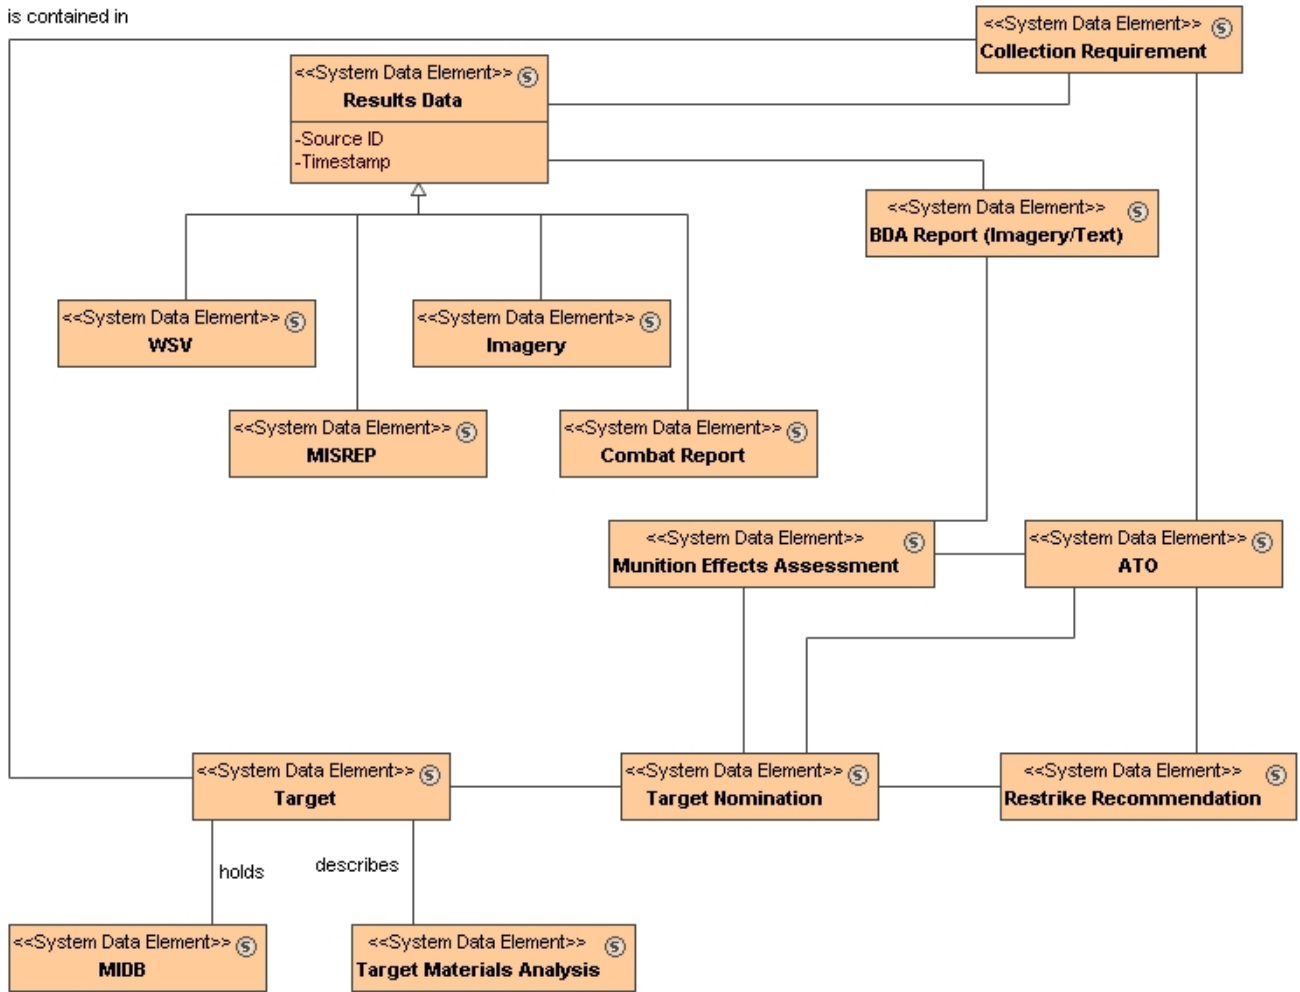 is contained in
<<System Data Element>> S
Collection Requirement
<<System Data Element>> S
Results Data
-Source ID
-Timestamp
<<System Data Element>> S
BDA Report (Imagery/Text)
<<System Data Element>> S
WSV
<<System Data Element>> S
Imagery
<<System Data Element>> S
MISREP
<<System Data Element>> S
Combat Report
<<System Data Element>> S
Munition Effects Assessment
<<System Data Element>> S
ATO
<<System Data Element>> S
Target
<<System Data Element>> S
Target Nomination
<<System Data Element>> S
Restrike Recommendation
holds
describes
<<System Data Element>> S
MIDB
<<System Data Element>> S
Target Materials Analysis